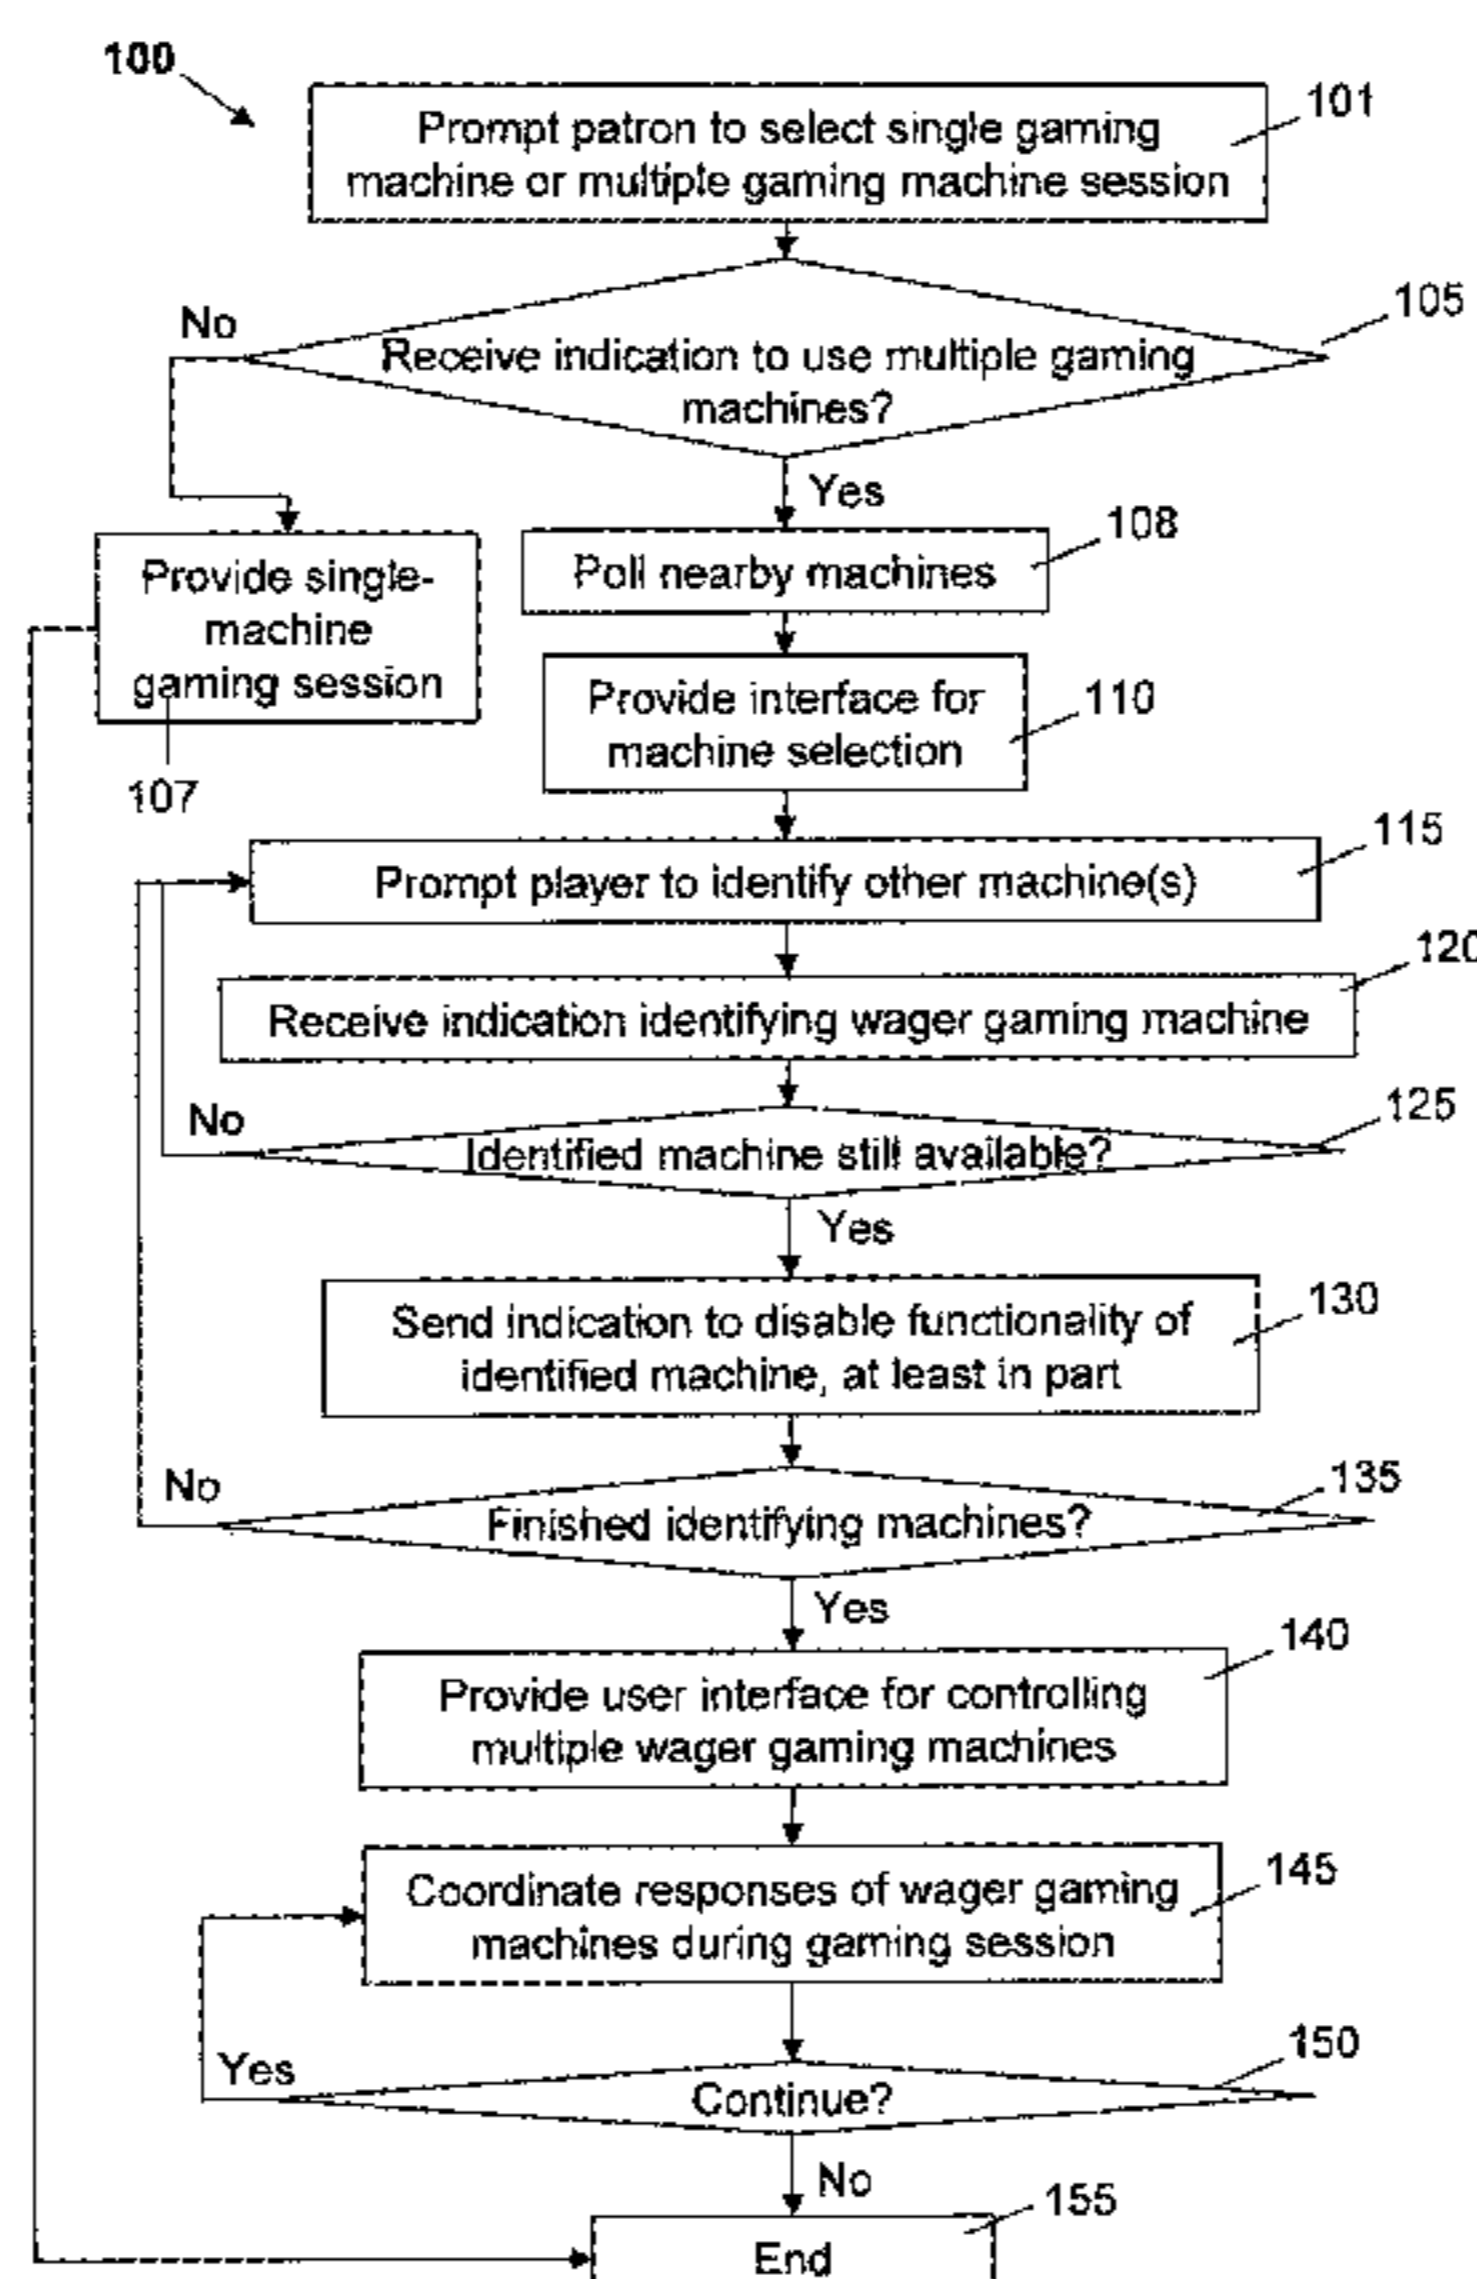 100
101
Prompt patron to select single gaming
machine or multiple gaming machine session
105
No
Receive indication to use multiple gaming
machines?
Yes
108
Poll nearby machines
Provide single-
machine
gaming session
107
110
Provide interface for
machine selection
115
Prompt player to identify other machine(s)
120
Receive indication identifying wager gaming machine
125
No
Identified machine still available?
Yes
130
Send indication to disable functionality of
identified machine, at least in part
135
No
Finished identifying machines?
Yes
140
Provide user interface for controlling
multiple wager gaming machines
145
Coordinate responses of wager gaming
machines during gaming session
150
Yes
Continue?
No
155
End